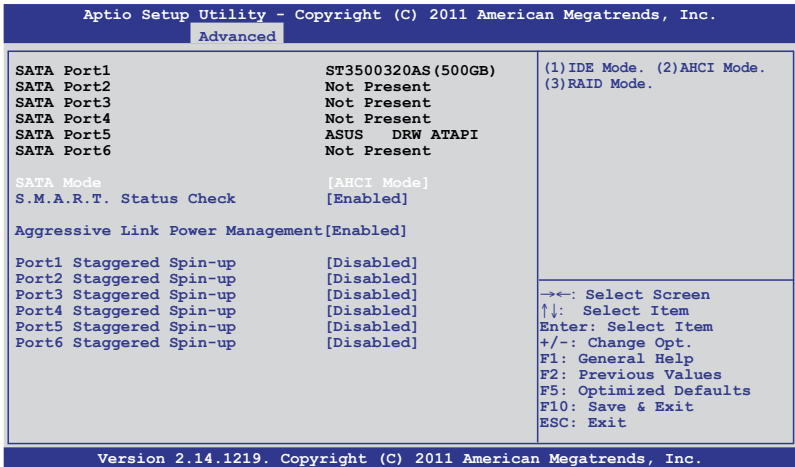 Aptio Setup Utility - Copyright (C) 2011 American Megatrends, Inc.
Advanced
SATA Port1 ST3500320AS(500GB)
SATA Port2 Not Present
SATA Port3 Not Present
SATA Port4 Not Present
SATA Port5 ASUS DRW ATAPI
SATA Port6 Not Present
SATA Mode [AHCI Mode]
S.M.A.R.T. Status Check [Enabled]
Aggressive Link Power Management[Enabled]
Port1 Staggered Spin-up [Disabled]
Port2 Staggered Spin-up [Disabled]
Port3 Staggered Spin-up [Disabled]
Port4 Staggered Spin-up [Disabled]
Port5 Staggered Spin-up [Disabled]
Port6 Staggered Spin-up [Disabled]
(1)IDE Mode. (2)AHCI Mode.
(3)RAID Mode.
→←: Select Screen
↑↓: Select Item
Enter: Select Item
+/-: Change Opt.
F1: General Help
F2: Previous Values
F5: Optimized Defaults
F10: Save & Exit
ESC: Exit
Version 2.14.1219. Copyright (C) 2011 American Megatrends, Inc.